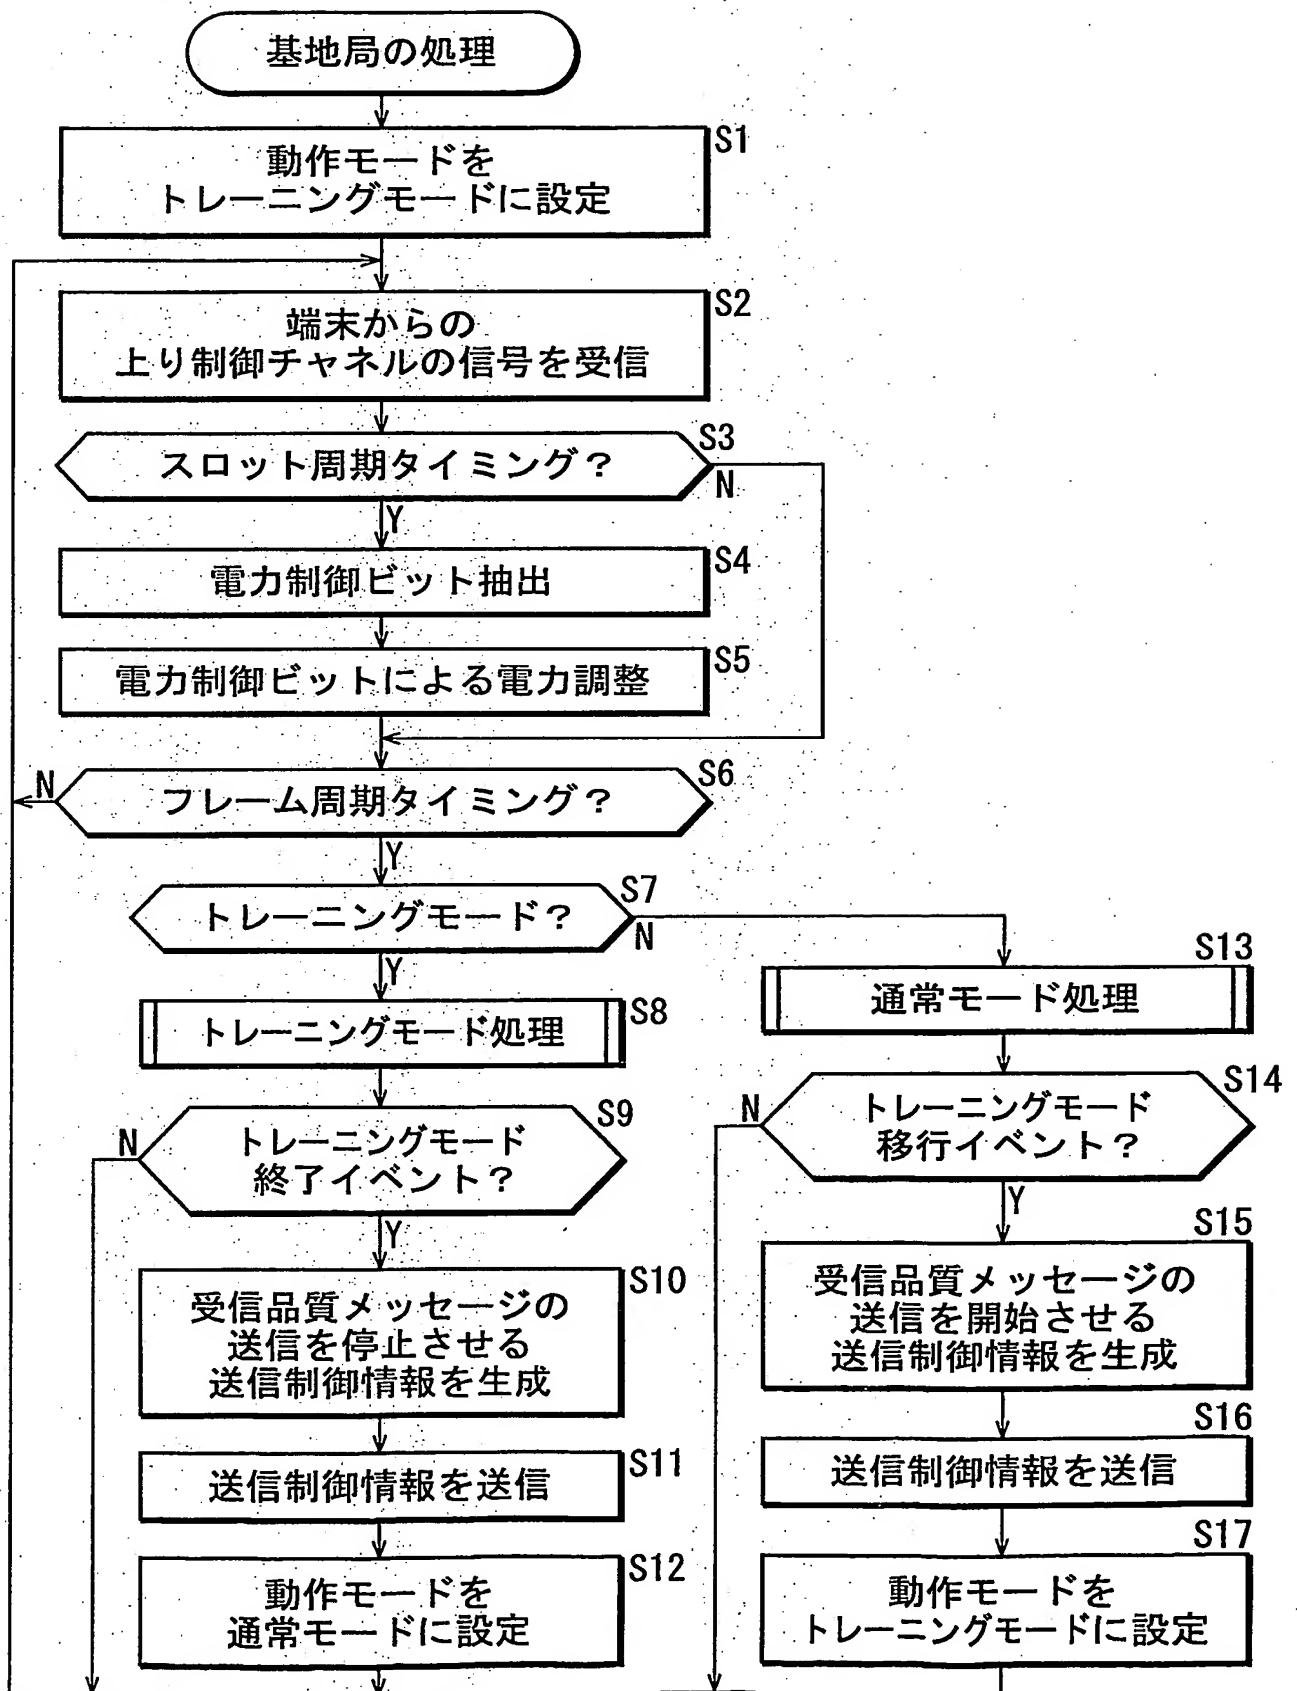 基地局の処理
S1
動作モードを
トレーニングモードに設定
S2
端末からの
上り制御チャネルの信号を受信
S3
スロット周期タイミング？
N
Y
S4
電力制御ビット抽出
S5
電力制御ビットによる電力調整
S6
N
フレーム周期タイミング？
Y
S7
トレーニングモード？
N
Y
S8
トレーニングモード処理
S9
N
トレーニングモード
終了イベント？
Y
S10
受信品質メッセージの
送信を停止させる
送信制御情報を生成
S11
送信制御情報を送信
S12
動作モードを
通常モードに設定
S13
通常モード処理
S14
N
トレーニングモード
移行イベント？
Y
S15
受信品質メッセージの
送信を開始させる
送信制御情報を生成
S16
送信制御情報を送信
S17
動作モードを
トレーニングモードに設定